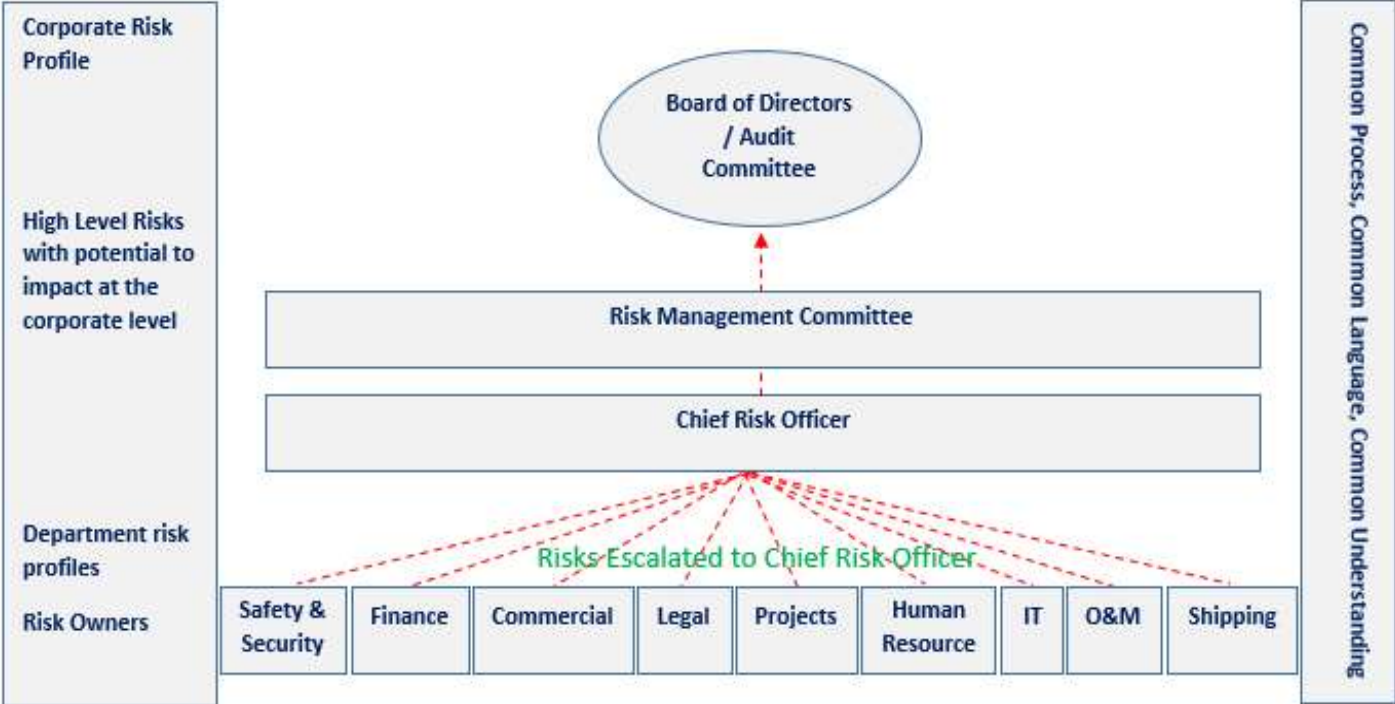 Corporate Risk
Profile
High Level Risks
with potential to
impact at the
corporate level
Department risk
profiles
Risk Owners
Board of Directors
/ Audit
Committee
Risk Management Committee
Chief Risk Officer
Risks Escalated to Chief Risk Officer
Safety &
Security
Finance
Commercial
Legal
Projects
Human
Resource
IT
O&M
Shipping
Common Process, Common Language, Common Understanding